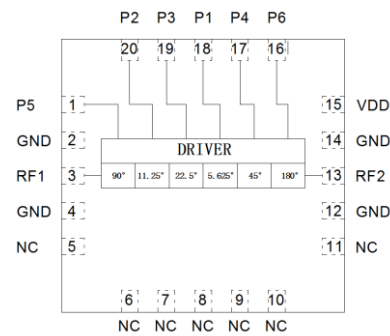 P2 P3 P1 P4 P6
20 19 18 17 16
P5 1 15 VDD
GND 2 14 GND
DRIVER
RF1 3 90° 11.25° 22.5° 5.625° 45° 180° 13 RF2
GND 4 12 GND
NC 5 11 NC
6 7 8 9 10
NC NC NC NC NC